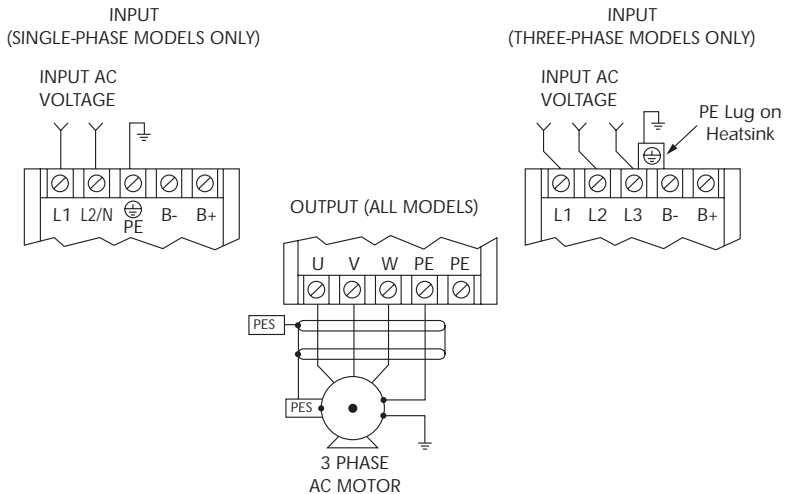 INPUT
(SINGLE-PHASE MODELS ONLY)
INPUT AC
VOLTAGE
L1 L2/N PE B- B+
INPUT
(THREE-PHASE MODELS ONLY)
INPUT AC
VOLTAGE
PE Lug on
Heatsink
L1 L2 L3 B- B+
OUTPUT (ALL MODELS)
U V W PE PE
PES
PES
3 PHASE
AC MOTOR